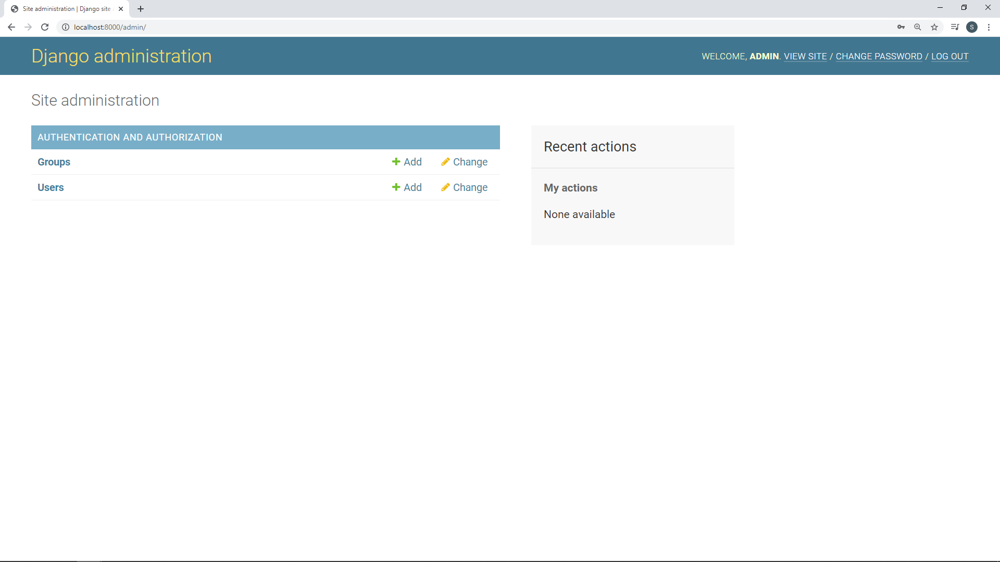 Site administration | Django site
localhost:8000/admin/
S
Django administration
WELCOME, ADMIN. VIEW SITE / CHANGE PASSWORD / LOG OUT
Site administration
AUTHENTICATION AND AUTHORIZATION
Groups Add Change
Users Add Change
Recent actions
My actions
None available